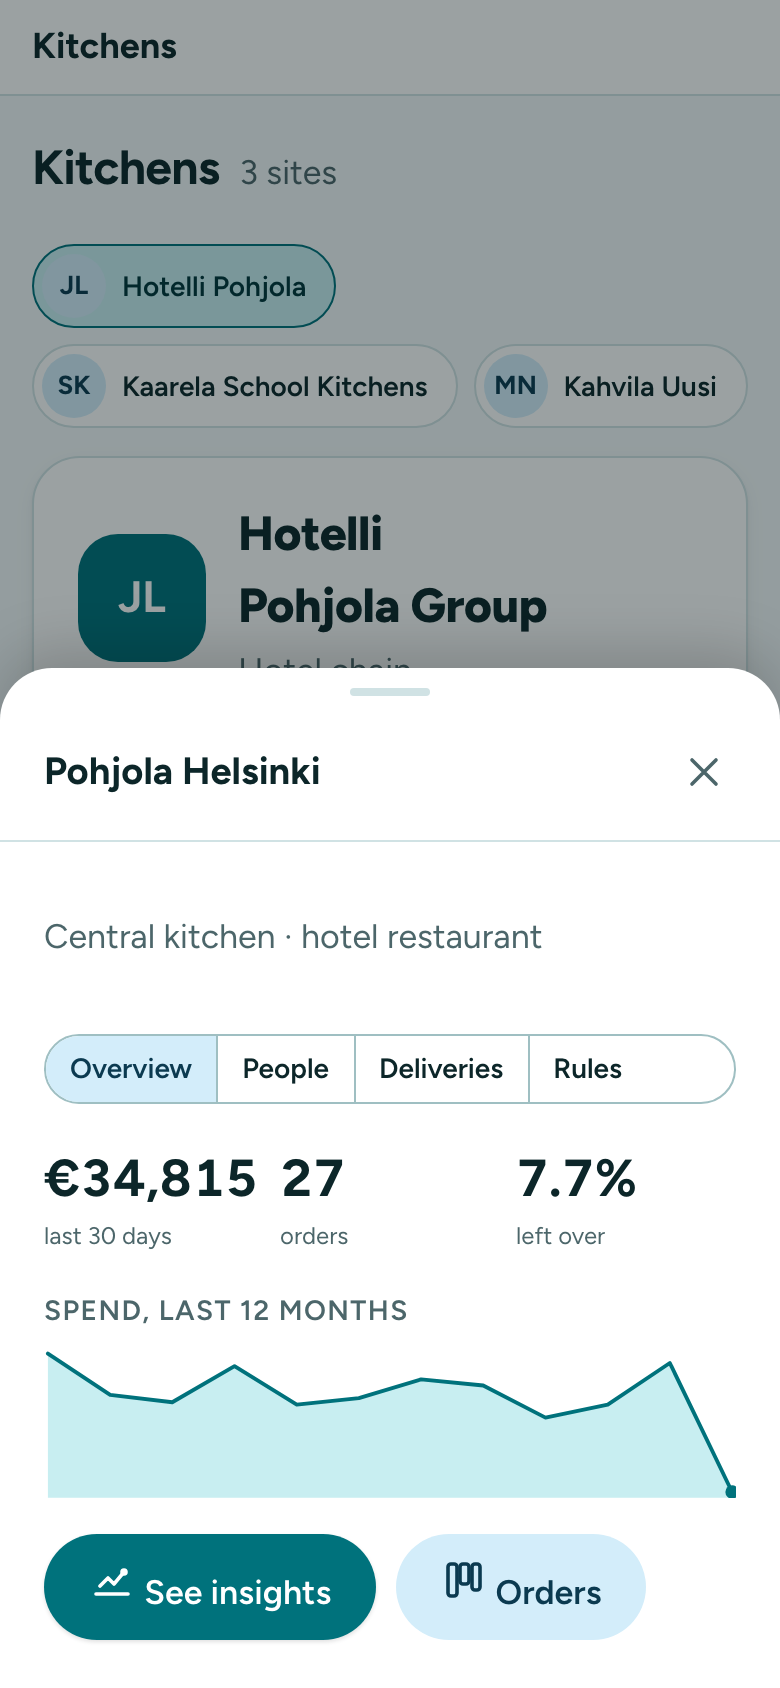 Kitchens
Kitchens 3 sites
JL Hotelli Pohjola
SK Kaarela School Kitchens MN Kahvila Uusi
JL
Hotelli
Pohjola Group
Hotel chain
Pohjola Helsinki
Central kitchen · hotel restaurant
Overview People Deliveries Rules
€34,815 27 7.7%
last 30 days orders left over
SPEND, LAST 12 MONTHS
See insights Orders